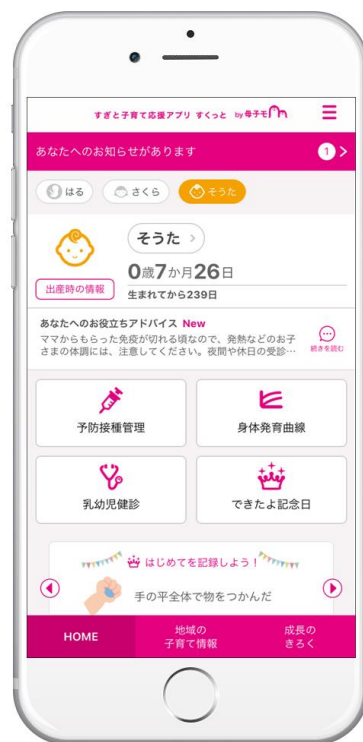 すぎと子育て応援アプリ すくっと by母子モ
あなたへのお知らせがあります 1
はる さくら そうた
そうた
0歳7か月26日
出産時の情報
生まれてから239日
あなたへのお役立ちアドバイス New
ママからもらった免疫が切れる頃なので、発熱などのお子
さまの体調には、注意してください。夜間や休日の受診…
続きを読む
予防接種管理 身体発育曲線
乳幼児健診 できたよ記念日
はじめてを記録しよう!
手の平全体で物をつかんだ
HOME 地域の 成長の
子育て情報 きろく